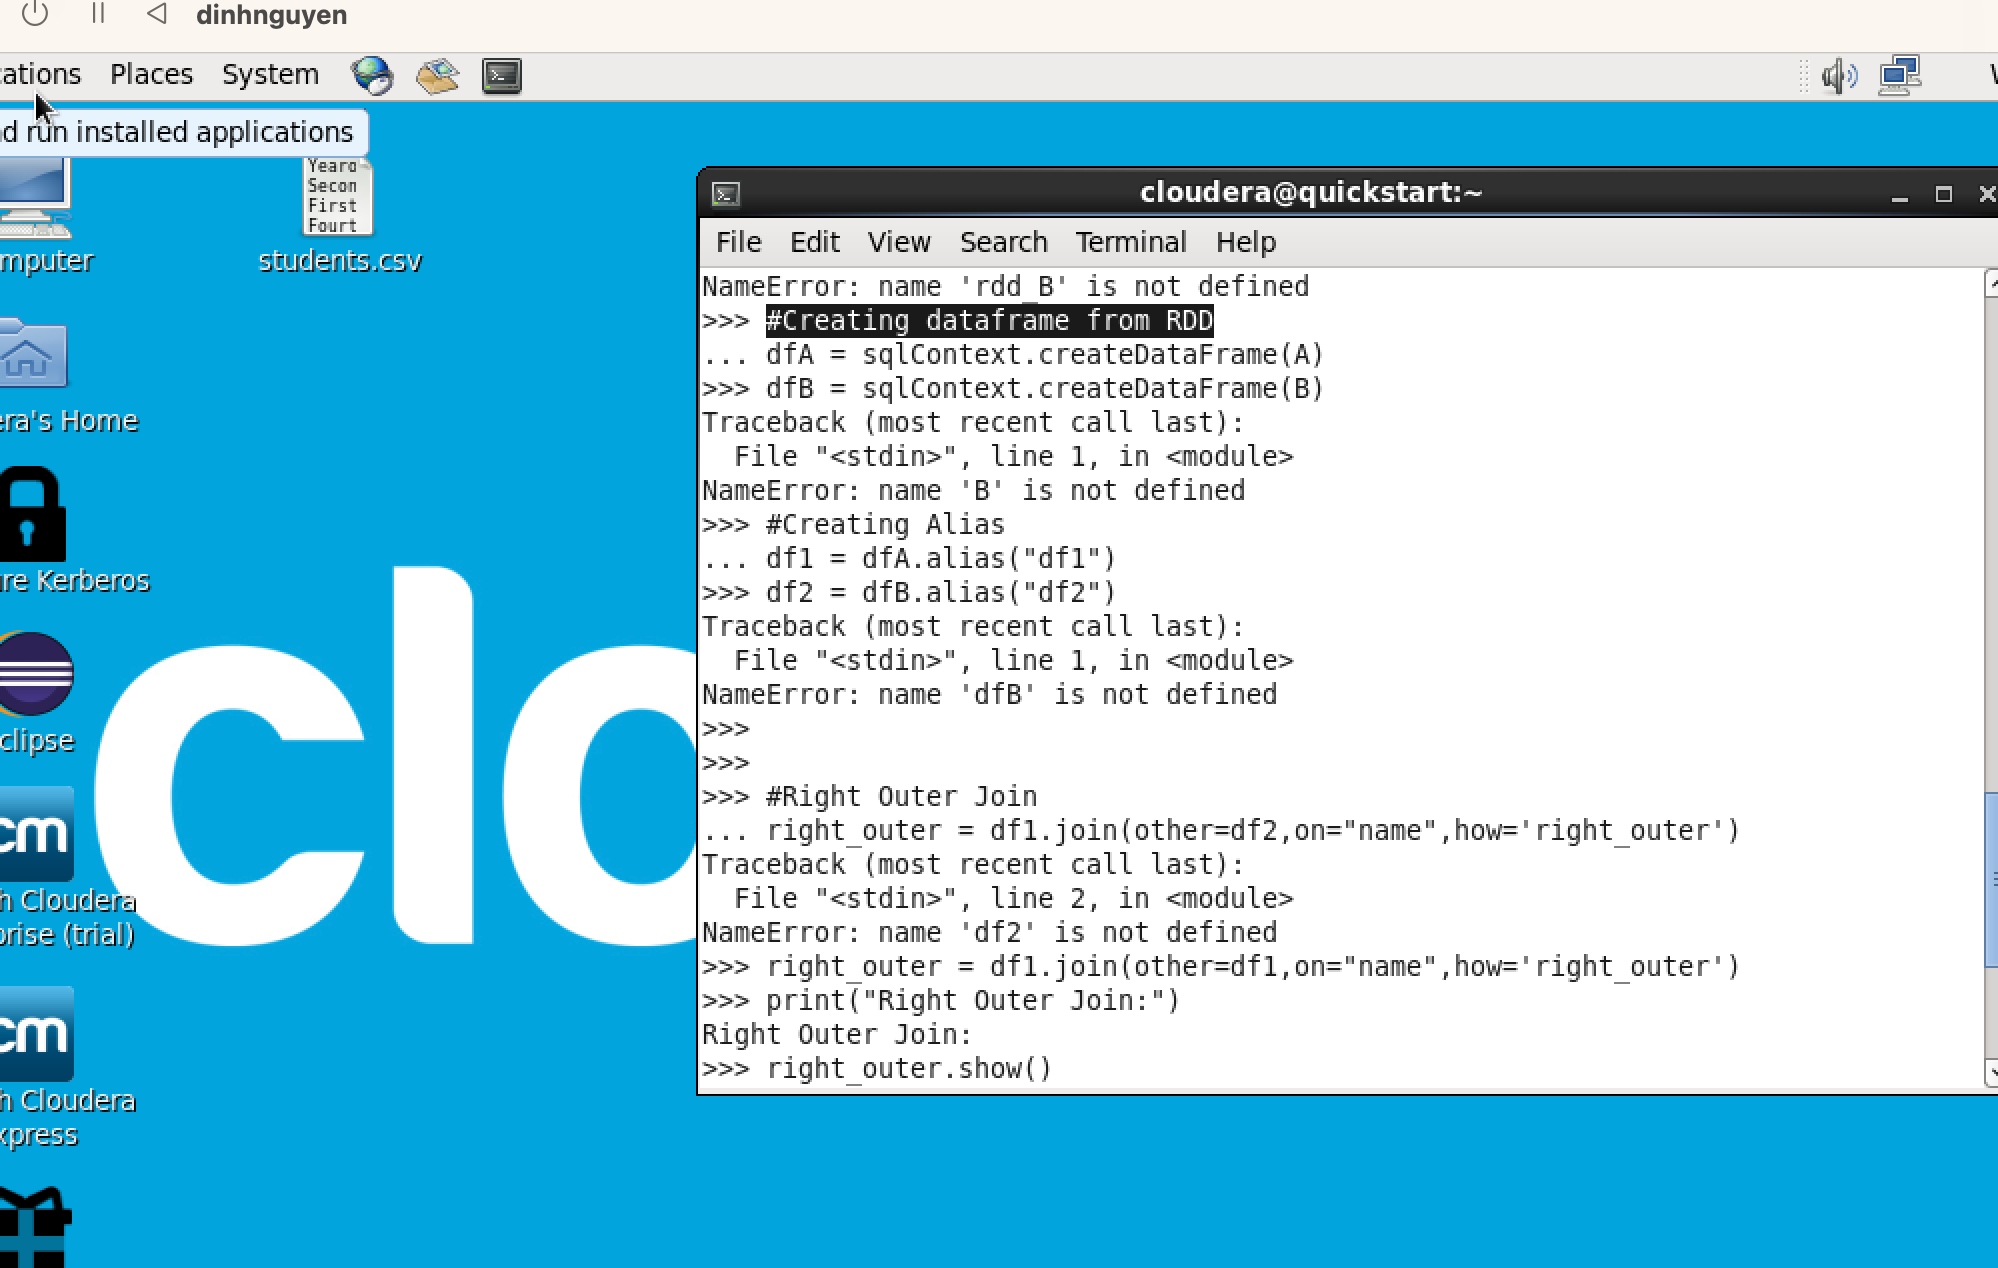 dinhnguyen
cations Places System
d run installed applications
Yearo
Secon
First
Fourt
mputer
students.csv
era's Home
re Kerberos
clipse
cm
h Cloudera
prise (trial)
cm
h Cloudera
xpress
clo
cloudera@quickstart:~
File Edit View Search Terminal Help
NameError: name 'rdd_B' is not defined
>>> #Creating dataframe from RDD
... dfA = sqlContext.createDataFrame(A)
>>> dfB = sqlContext.createDataFrame(B)
Traceback (most recent call last):
  File "<stdin>", line 1, in <module>
NameError: name 'B' is not defined
>>> #Creating Alias
... df1 = dfA.alias("df1")
>>> df2 = dfB.alias("df2")
Traceback (most recent call last):
  File "<stdin>", line 1, in <module>
NameError: name 'dfB' is not defined
>>>
>>>
>>> #Right Outer Join
... right_outer = df1.join(other=df2,on="name",how='right_outer')
Traceback (most recent call last):
  File "<stdin>", line 2, in <module>
NameError: name 'df2' is not defined
>>> right_outer = df1.join(other=df1,on="name",how='right_outer')
>>> print("Right Outer Join:")
Right Outer Join:
>>> right_outer.show()